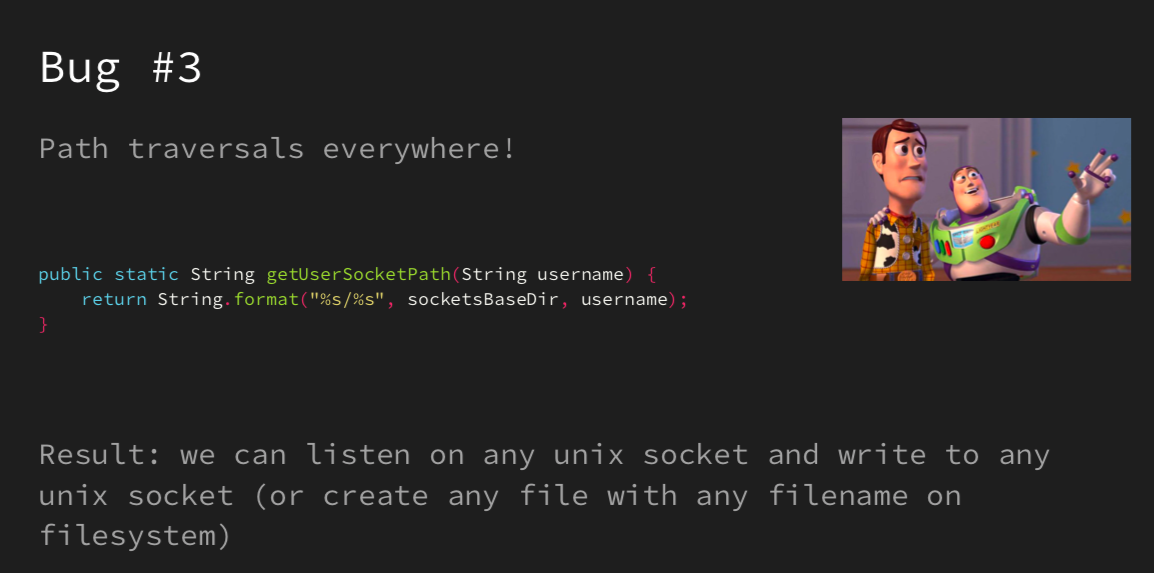 Bug #3
Path traversals everywhere!
public static String getUserSocketPath(String username) {
    return String.format("%s/%s", socketsBaseDir, username);
}
Result: we can listen on any unix socket and write to any
unix socket (or create any file with any filename on
filesystem)